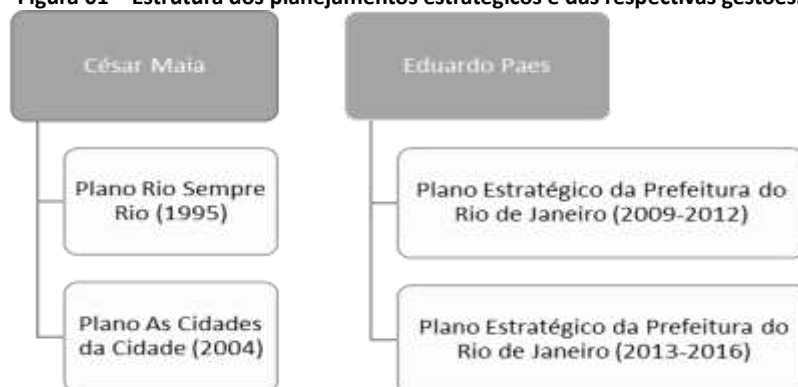 Figura 01 – Estrutura dos planejamentos estratégicos e das respectivas gestões.
César Maia
Plano Rio Sempre
Rio (1995)
Plano As Cidades
da Cidade (2004)
Eduardo Paes
Plano Estratégico da Prefeitura do
Rio de Janeiro (2009-2012)
Plano Estratégico da Prefeitura do
Rio de Janeiro (2013-2016)